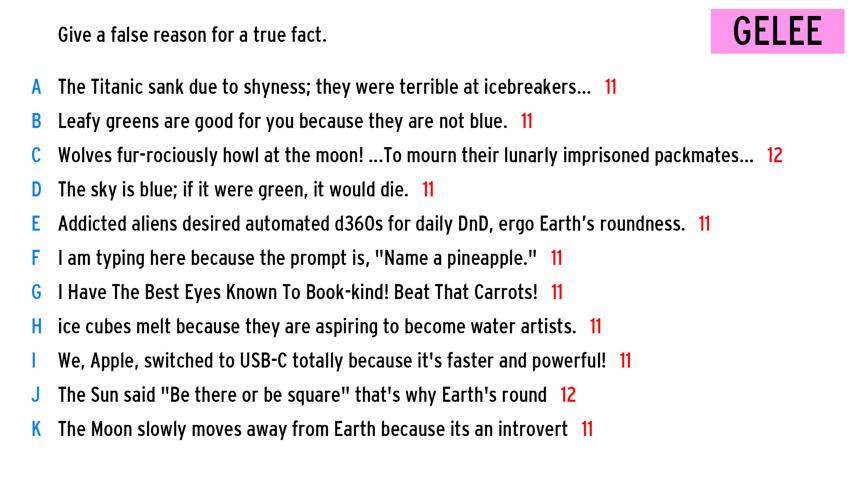 Give a false reason for a true fact.
GELEE
A The Titanic sank due to shyness; they were terrible at icebreakers... 11
B Leafy greens are good for you because they are not blue. 11
C Wolves fur-rociously howl at the moon! ...To mourn their lunarly imprisoned packmates... 12
D The sky is blue; if it were green, it would die. 11
E Addicted aliens desired automated d360s for daily DnD, ergo Earth’s roundness. 11
F I am typing here because the prompt is, "Name a pineapple." 11
G I Have The Best Eyes Known To Book-kind! Beat That Carrots! 11
H ice cubes melt because they are aspiring to become water artists. 11
I We, Apple, switched to USB-C totally because it's faster and powerful! 11
J The Sun said "Be there or be square" that's why Earth's round 12
K The Moon slowly moves away from Earth because its an introvert 11